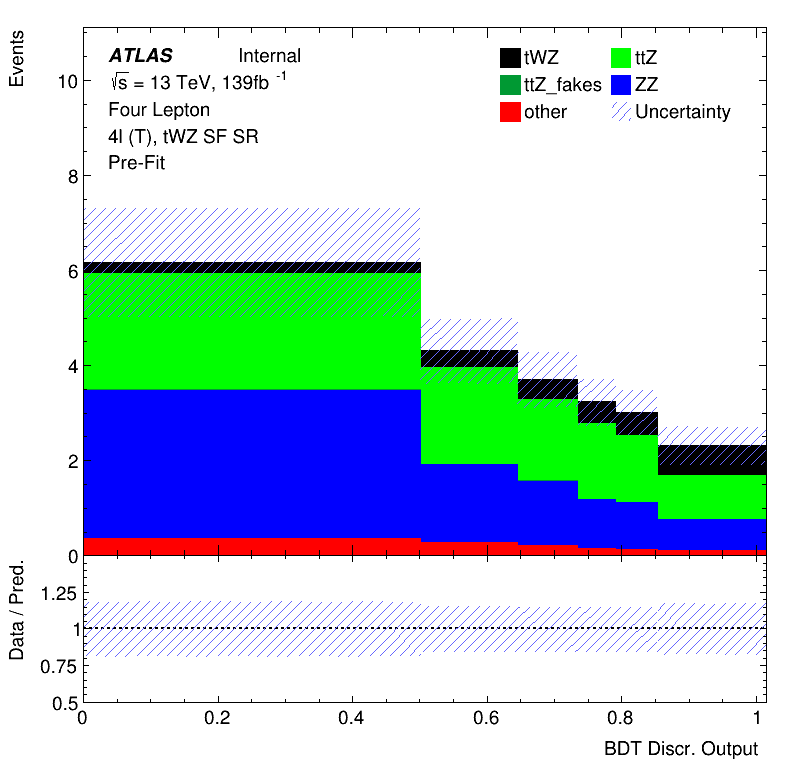 Events
ATLAS Internal
√s = 13 TeV, 139fb -1
Four Lepton
4l (T), tWZ SF SR
Pre-Fit
tWZ ttZ
ttZ_fakes ZZ
other Uncertainty
10
8
6
4
2
0
Data / Pred.
1.25
1
0.75
0.5
0 0.2 0.4 0.6 0.8 1
BDT Discr. Output